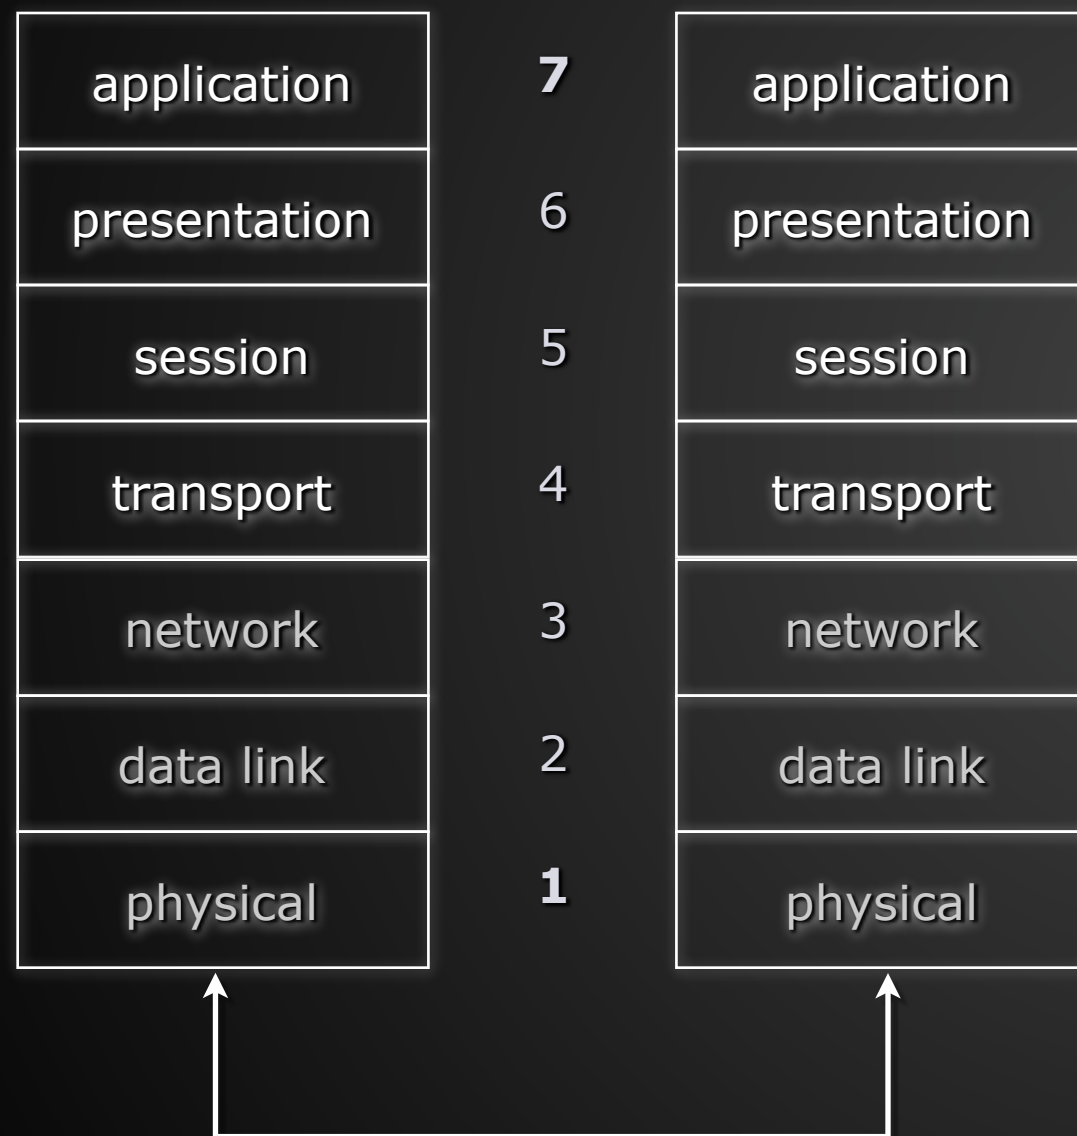 application 7 application
presentation 6 presentation
session 5 session
transport 4 transport
network 3 network
data link 2 data link
physical 1 physical